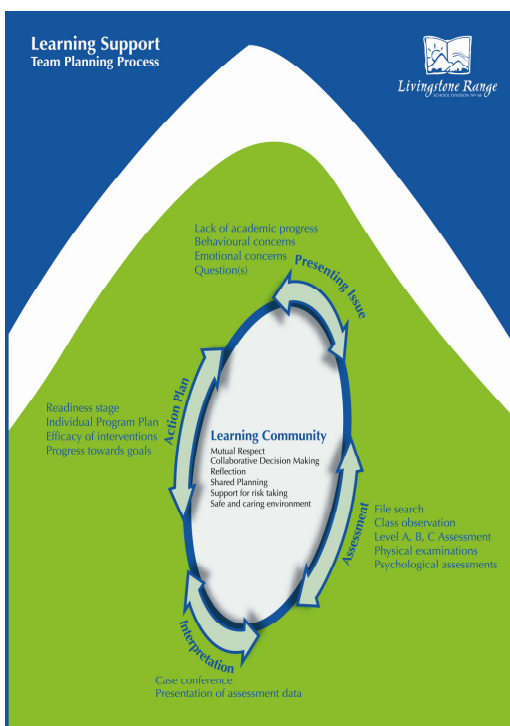 Learning Support
Team Planning Process
Livingstone Range
SCHOOL DIVISION Nº 68
Lack of academic progress
Behavioural concerns
Emotional concerns
Question(s)
Presenting Issue
Action Plan
Readiness stage
Individual Program Plan
Efficacy of interventions
Progress towards goals
Learning Community
Mutual Respect
Collaborative Decision Making
Reflection
Shared Planning
Support for risk taking
Safe and caring environment
Assessment
File search
Class observation
Level A, B, C Assessment
Physical examinations
Psychological assessments
Interpretation
Case conference
Presentation of assessment data